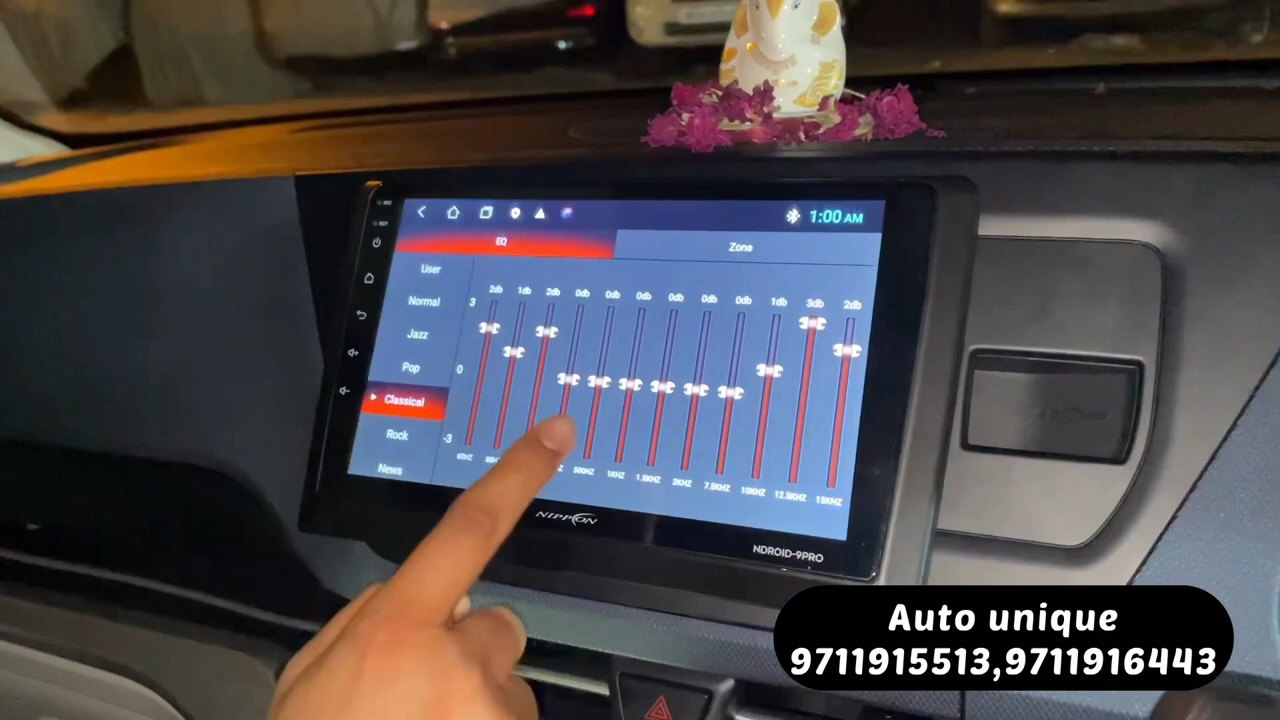 1:00 AM
EQ
Zone
User
Normal
Jazz
Pop
Classical
Rock
News
2db 1db 2db 0db 0db 0db 0db 0db 0db 1db 3db 2db
3
0
-3
60HZ
500HZ 1KHZ 1.5KHZ 2KHZ 7.5KHZ 10KHZ 12.5KHZ 15KHZ
NIPPON
NDROID-9PRO
Auto unique
9711915513,9711916443